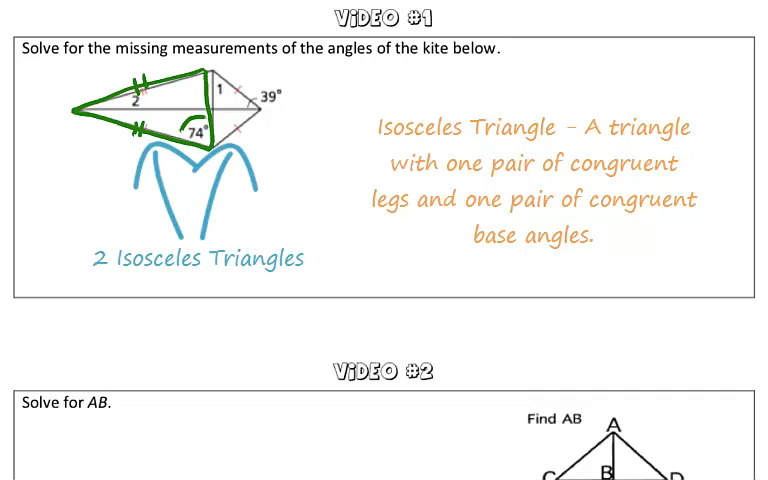 VIDEO #1
Solve for the missing measurements of the angles of the kite below.
1
39°
2
74°
Isosceles Triangle - A triangle
with one pair of congruent
legs and one pair of congruent
base angles.
2 Isosceles Triangles
VIDEO #2
Solve for AB.
Find AB
A
C
B
D